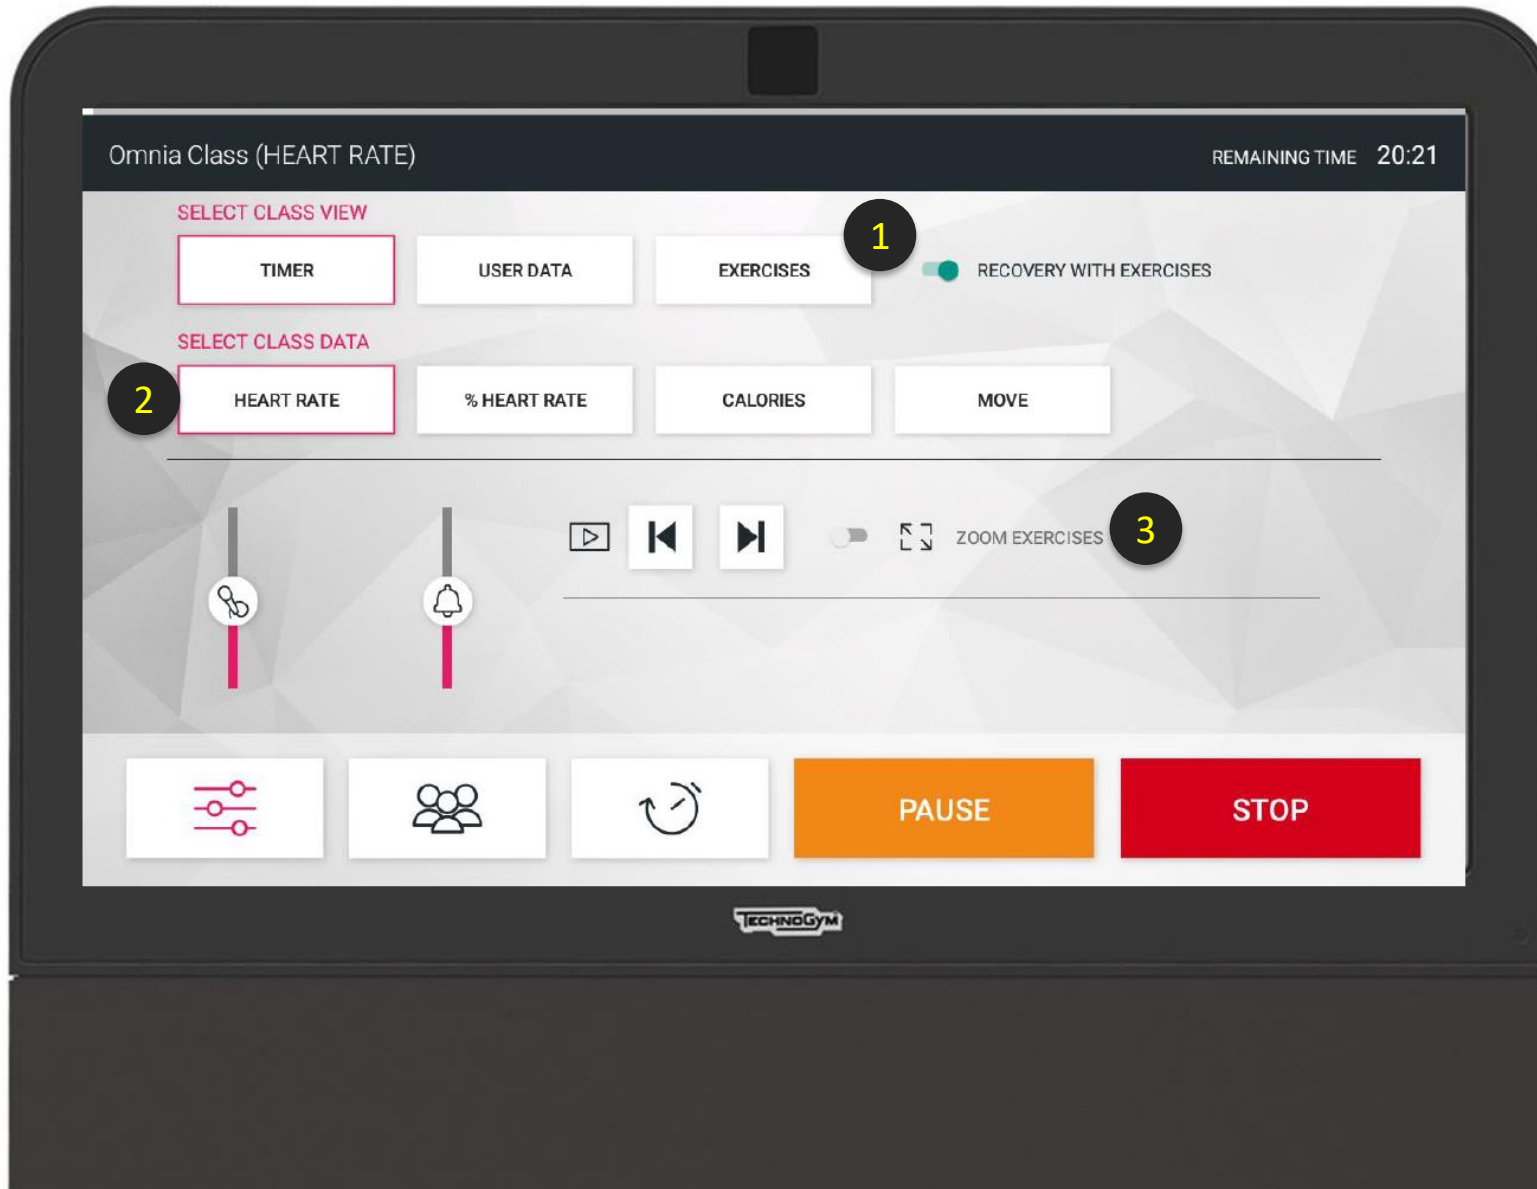 Omnia Class (HEART RATE)
REMAINING TIME 20:21
SELECT CLASS VIEW
1
TIMER USER DATA EXERCISES RECOVERY WITH EXERCISES
SELECT CLASS DATA
2 HEART RATE % HEART RATE CALORIES MOVE
ZOOM EXERCISES 3
PAUSE STOP
TECHNOGYM